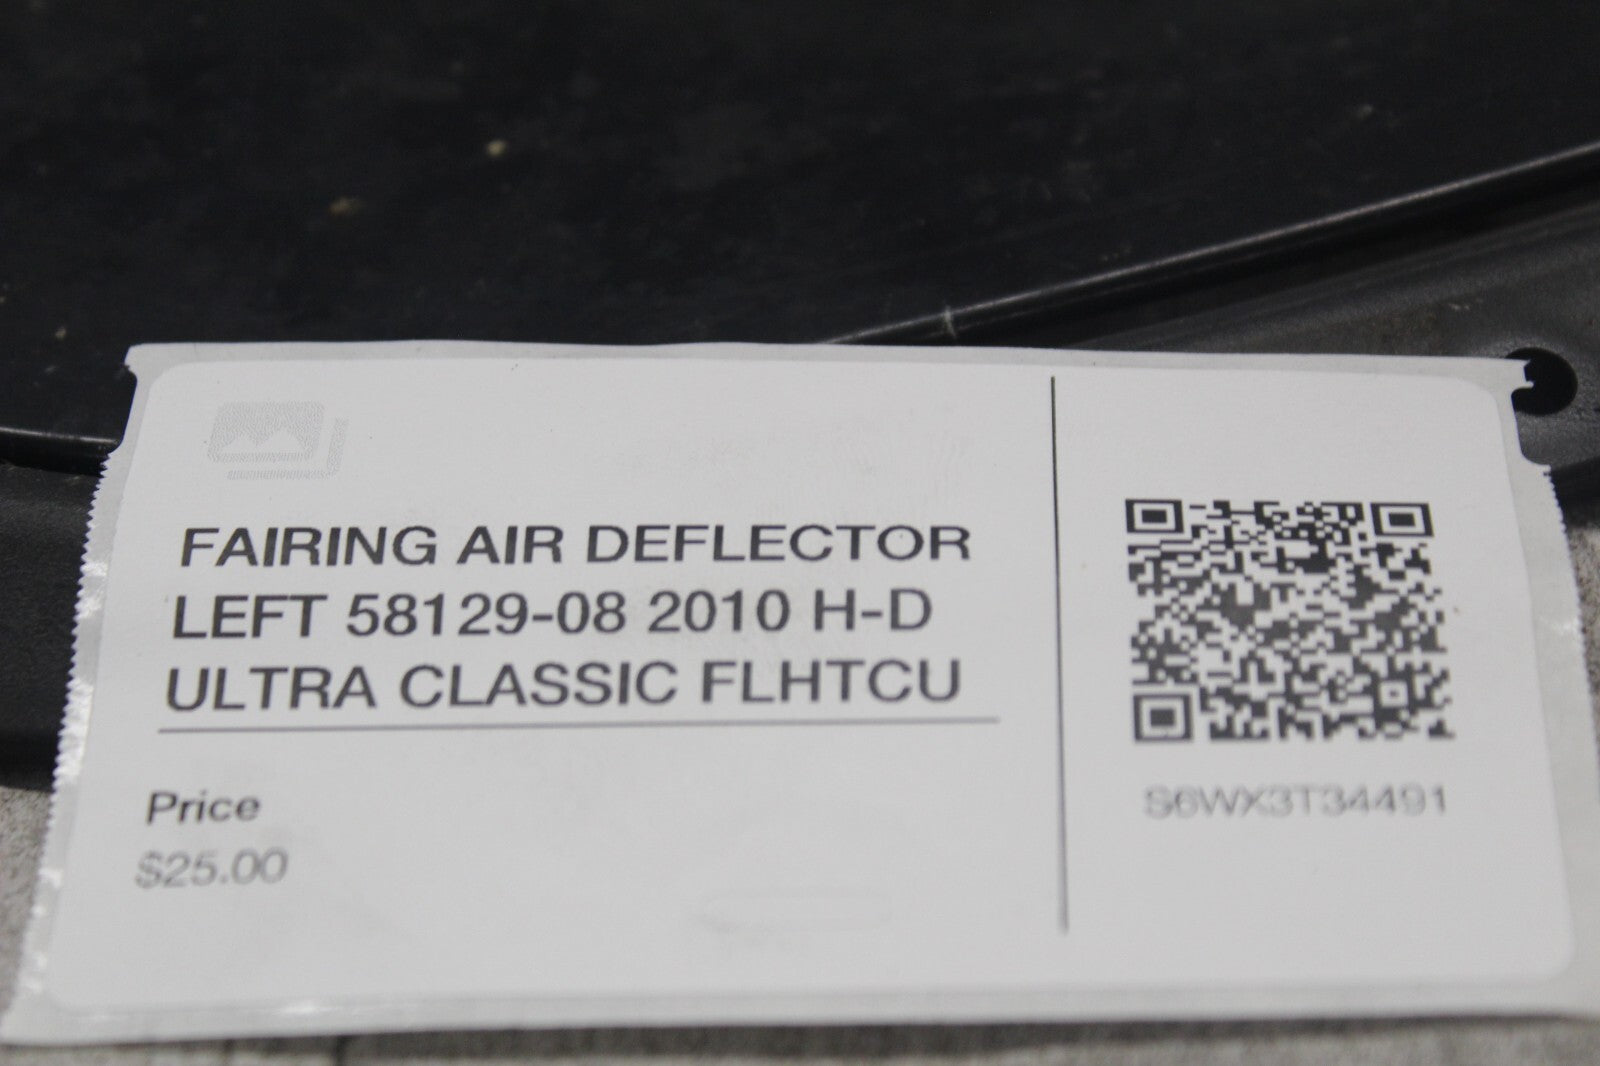 FAIRING AIR DEFLECTOR
LEFT 58129-08 2010 H-D
ULTRA CLASSIC FLHTCU
Price
$25.00
S6WX3T34491